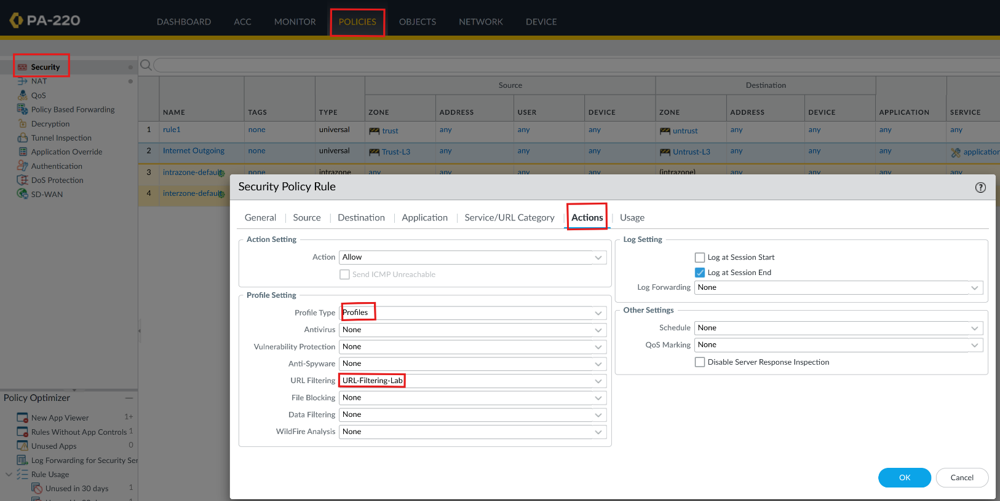 PA-220
DASHBOARD ACC MONITOR POLICIES OBJECTS NETWORK DEVICE
Security
NAT
QoS
Policy Based Forwarding
Decryption
Tunnel Inspection
Application Override
Authentication
DoS Protection
SD-WAN
Source Destination
NAME TAGS TYPE ZONE ADDRESS USER DEVICE ZONE ADDRESS DEVICE APPLICATION SERVICE
1 rule1 none universal trust any any any untrust any any any any
2 Internet Outgoing none universal Trust-L3 any any any Untrust-L3 any any any application
3 intrazone-default none intrazone any any any any (intrazone) any any any any
4 interzone-default
Security Policy Rule
General Source Destination Application Service/URL Category Actions Usage
Action Setting
Action Allow
Send ICMP Unreachable
Profile Setting
Profile Type Profiles
Antivirus None
Vulnerability Protection None
Anti-Spyware None
URL Filtering URL-Filtering-Lab
File Blocking None
Data Filtering None
WildFire Analysis None
Log Setting
Log at Session Start
Log at Session End
Log Forwarding None
Other Settings
Schedule None
QoS Marking None
Disable Server Response Inspection
OK Cancel
Policy Optimizer
New App Viewer 1+
Rules Without App Controls 1
Unused Apps 0
Log Forwarding for Security Ser
Rule Usage
Unused in 30 days 1